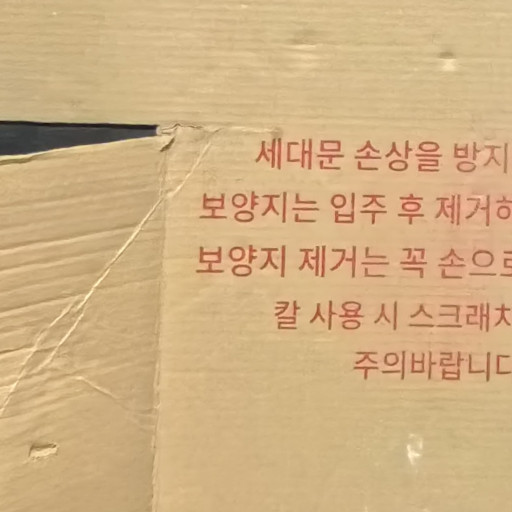 세대문 손상을 방지
보양지는 입주 후 제거하
보양지 제거는 꼭 손으로
칼 사용 시 스크래치
주의바랍니다